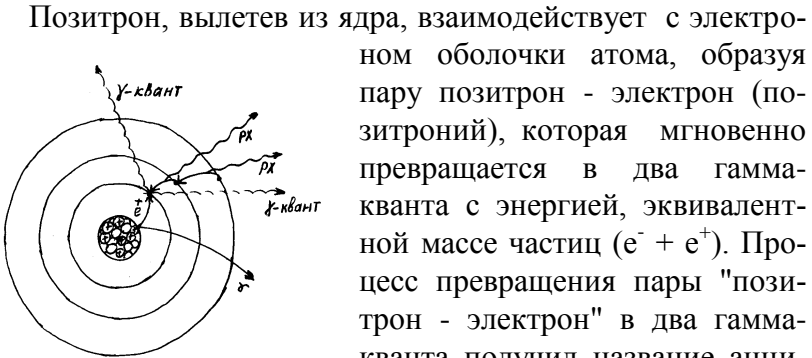 Позитрон, вылетев из ядра, взаимодействует с электро-
ном оболочки атома, образуя
пару позитрон - электрон (по-
зитроний), которая мгновенно
превращается в два гамма-
кванта с энергией, эквивалент-
ной массе частиц (e⁻ + e⁺). Про-
цесс превращения пары "пози-
трон - электрон" в два гамма-
кванта получил название анни-
γ-квант
РХ
РХ
γ-квант
e⁺
γ